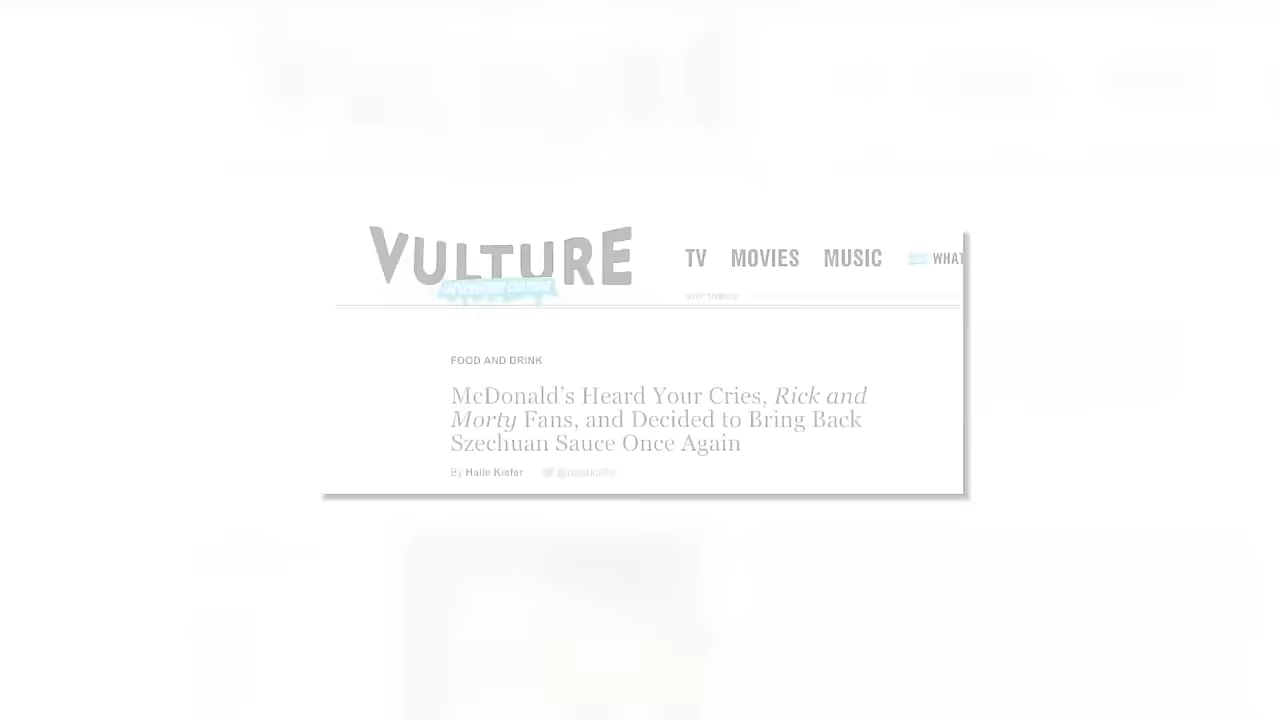 VULTURE
TV MOVIES MUSIC WHAT
FOOD AND DRINK
McDonald's Heard Your Cries, Rick and
Morty Fans, and Decided to Bring Back
Szechuan Sauce Once Again
By Halle Kiefer